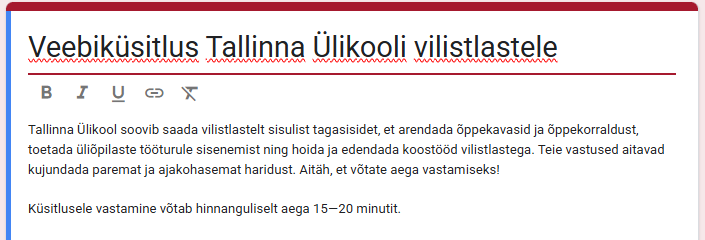 Veebiküsitlus Tallinna Ülikooli vilistlastele
B I U
Tallinna Ülikool soovib saada vilistlastelt sisulist tagasisidet, et arendada õppekavasid ja õppekorraldust,
toetada üliõpilaste tööturule sisenemist ning hoida ja edendada koostööd vilistlastega. Teie vastused aitavad
kujundada paremat ja ajakohasemat haridust. Aitäh, et võtate aega vastamiseks!
Küsitlusele vastamine võtab hinnanguliselt aega 15—20 minutit.